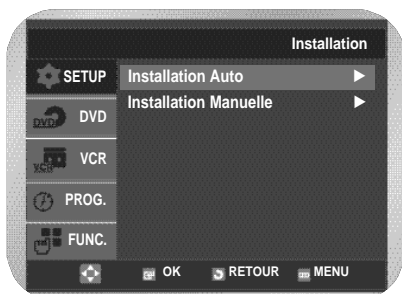 Installation
SETUP
Installation Auto ►
Installation Manuelle ►
DVD
DVD
VCR
VCR
PROG.
FUNC.
OK RETOUR MENU